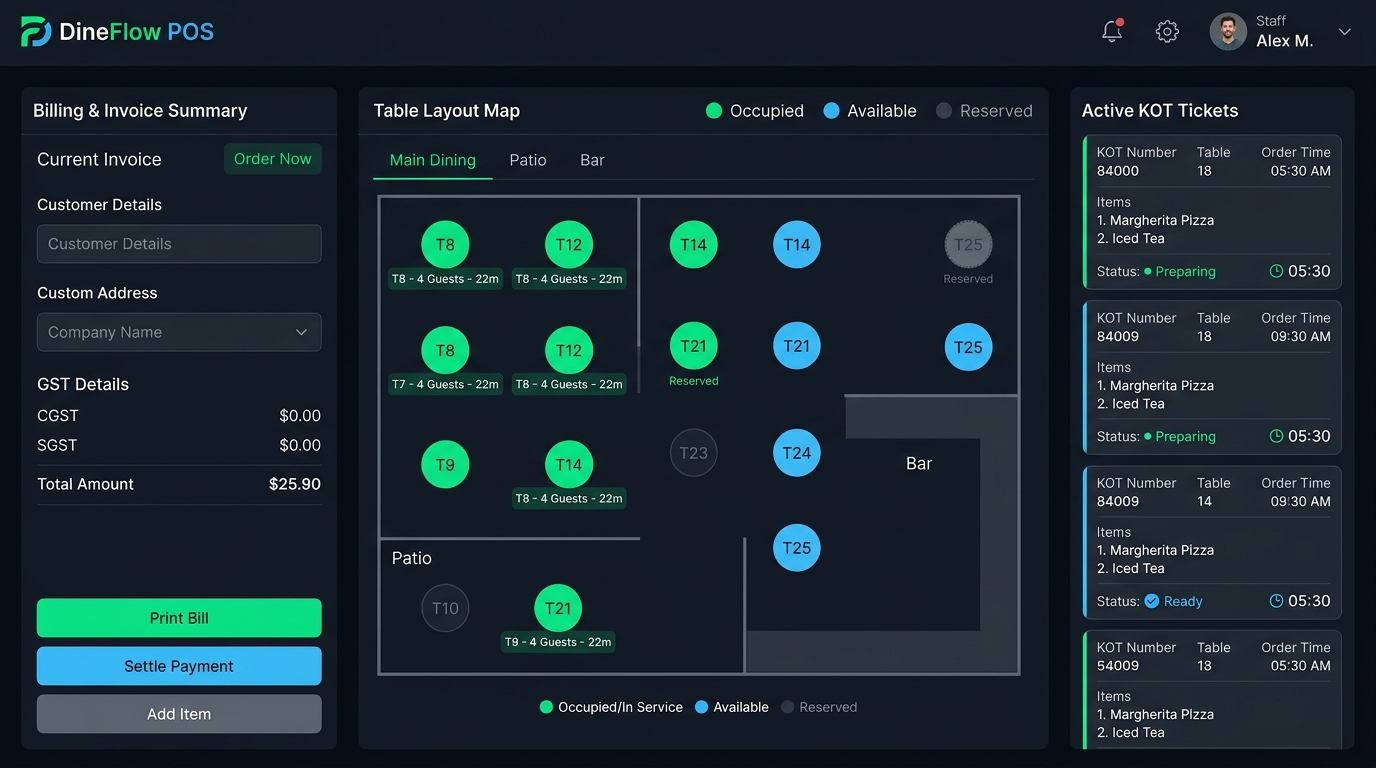 DineFlow POS
Staff
Alex M.
Billing & Invoice Summary
Current Invoice
Order Now
Customer Details
Customer Details
Custom Address
Company Name
GST Details
CGST $0.00
SGST $0.00
Total Amount $25.90
Print Bill
Settle Payment
Add Item
Table Layout Map
Occupied Available Reserved
Main Dining Patio Bar
T8 T12 T14 T14 T25
T8 - 4 Guests - 22m T8 - 4 Guests - 22m Reserved
T8 T12 T21 T21 T25
T7 - 4 Guests - 22m T8 - 4 Guests - 22m Reserved
T9 T14 T23 T24 Bar
T8 - 4 Guests - 22m
T25
Patio
T10 T21
T9 - 4 Guests - 22m
Occupied/In Service Available Reserved
Active KOT Tickets
KOT Number Table Order Time
84000 18 05:30 AM
Items
1. Margherita Pizza
2. Iced Tea
Status: Preparing 05:30
KOT Number Table Order Time
84009 18 09:30 AM
Items
1. Margherita Pizza
2. Iced Tea
Status: Preparing 05:30
KOT Number Table Order Time
84009 14 09:30 AM
Items
1. Margherita Pizza
2. Iced Tea
Status: Ready 05:30
KOT Number Table Order Time
54009 13 05:30 AM
Items
1. Margherita PIzza
2. Iced Tea